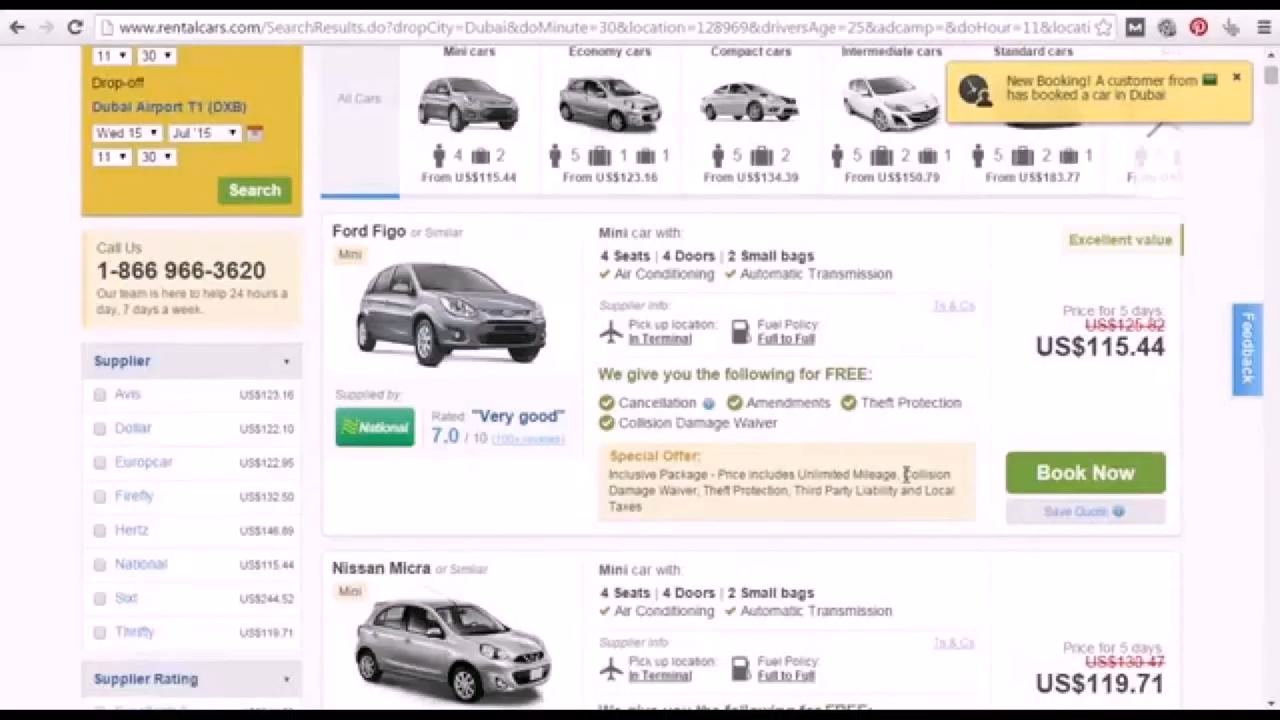 www.rentalcars.com/SearchResults.do?dropCity=Dubai&doMinute=30&location=128969&driversAge=25&adcamp=&doHour=11&locati
11 30
Drop-off
Dubai Airport T1 (DXB)
Wed 15 Jul '15
11 30
Search
Call Us
1-866 966-3620
Our team is here to help 24 hours a
day, 7 days a week.
Supplier
Avis US$123.16
Dollar US$122.10
Europcar US$122.95
Firefly US$132.50
Hertz US$146.89
National US$115.44
Sixt US$244.52
Thrifty US$119.71
Supplier Rating
All Cars
Mini cars Economy cars Compact cars Intermediate cars Standard cars
4 2 5 1 1 5 2 5 2 1 5 2 1
From US$115.44 From US$123.16 From US$134.39 From US$150.79 From US$183.77
New Booking! A customer from
has booked a car in Dubai
Ford Figo or Similar
Mini
Supplied by:
National
Rated: "Very good"
7.0 / 10 (100+ reviews)
Mini car with:
4 Seats | 4 Doors | 2 Small bags
Air Conditioning Automatic Transmission
Supplier info: Ts & Cs
Pick up location: Fuel Policy:
In Terminal Full to Full
We give you the following for FREE:
Cancellation Amendments Theft Protection
Collision Damage Waiver
Special Offer:
Inclusive Package - Price includes Unlimited Mileage, Collision
Damage Waiver, Theft Protection, Third Party Liability and Local
Taxes
Excellent value
Price for 5 days:
US$125.82
US$115.44
Book Now
Save Quote
Feedback
Nissan Micra or Similar
Mini
Mini car with:
4 Seats | 4 Doors | 2 Small bags
Air Conditioning Automatic Transmission
Supplier info Ts & Cs
Pick up location: Fuel Policy:
In Terminal Full to Full
We give you the following for FREE:
Price for 5 days:
US$130.47
US$119.71